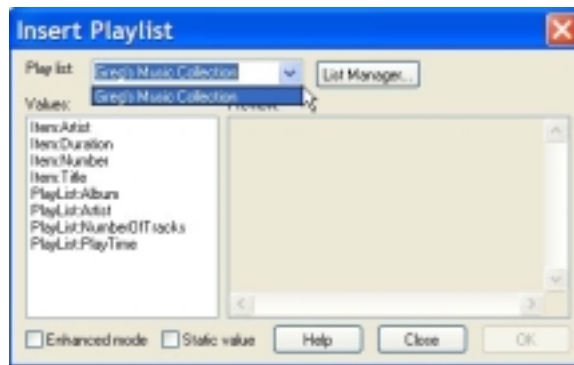 Insert Playlist
Play list: Greg's Music Collection List Manager...
Greg's Music Collection
Values: Preview:
Item:Artist
Item:Duration
Item:Number
Item:Title
PlayList:Album
PlayList:Artist
PlayList:NumberOfTracks
PlayList:PlayTime
Enhanced mode Static value Help Close OK